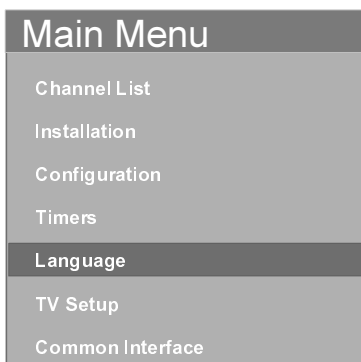 Main Menu
Channel List
Installation
Configuration
Timers
Language
TV Setup
Common Interface